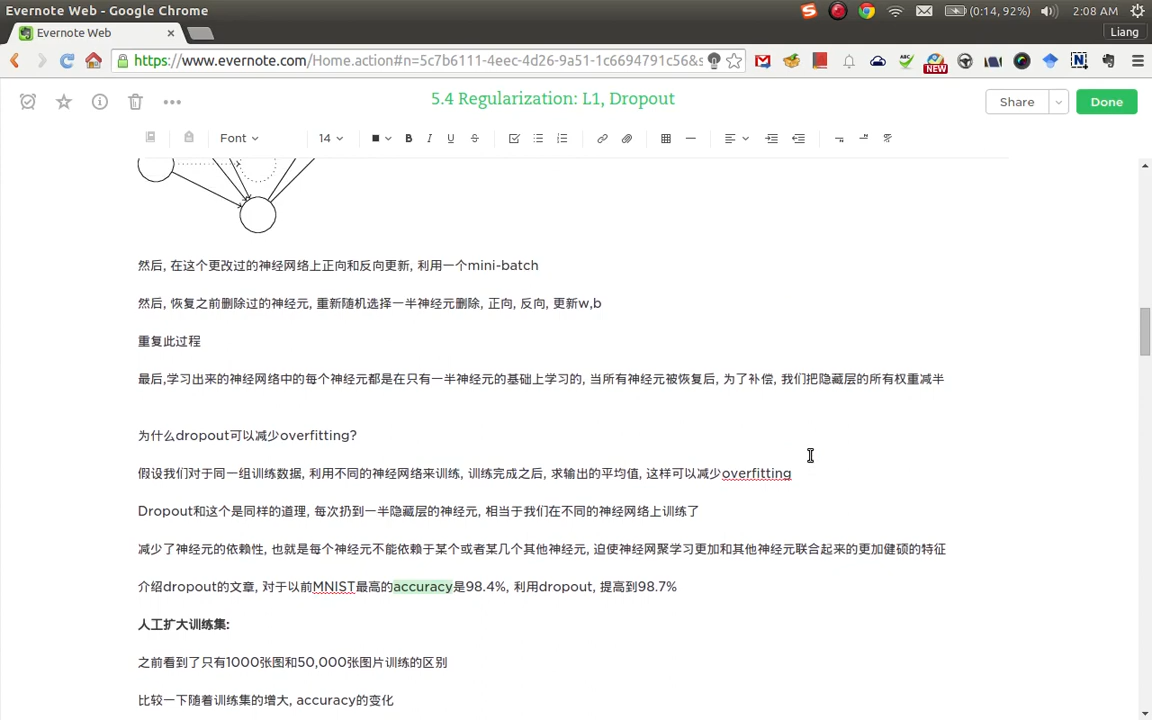 Evernote Web - Google Chrome
(0:14, 92%)
2:08 AM
Evernote Web
Liang
https://www.evernote.com/Home.action#n=5c7b6111-4eec-4d26-9a51-1c6694791c56&s
NEW
5.4 Regularization: L1, Dropout
Share
Done
Font
14
然后, 在这个更改过的神经网络上正向和反向更新, 利用一个mini-batch
然后, 恢复之前删除过的神经元, 重新随机选择一半神经元删除, 正向, 反向, 更新w,b
重复此过程
最后,学习出来的神经网络中的每个神经元都是在只有一半神经元的基础上学习的, 当所有神经元被恢复后, 为了补偿, 我们把隐藏层的所有权重减半
为什么dropout可以减少overfitting?
假设我们对于同一组训练数据, 利用不同的神经网络来训练, 训练完成之后, 求输出的平均值, 这样可以减少overfitting
Dropout和这个是同样的道理, 每次扔到一半隐藏层的神经元, 相当于我们在不同的神经网络上训练了
减少了神经元的依赖性, 也就是每个神经元不能依赖于某个或者某几个其他神经元, 迫使神经网聚学习更加和其他神经元联合起来的更加健硕的特征
介绍dropout的文章, 对于以前MNIST最高的accuracy是98.4%, 利用dropout, 提高到98.7%
人工扩大训练集:
之前看到了只有1000张图和50,000张图片训练的区别
比较一下随着训练集的增大, accuracy的变化